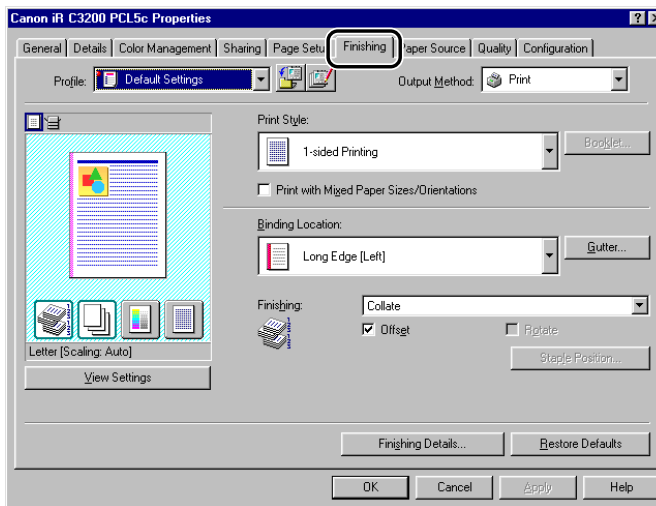 Canon iR C3200 PCL5c Properties
General Details Color Management Sharing Page Setu Finishing aper Source Quality Configuration
Profile: Default Settings Output Method: Print
Print Style:
1-sided Printing Booklet...
Print with Mixed Paper Sizes/Orientations
Binding Location:
Long Edge [Left] Gutter...
Finishing: Collate
Offset Rotate
Staple Position...
Letter [Scaling: Auto]
View Settings
Finishing Details... Restore Defaults
OK Cancel Apply Help